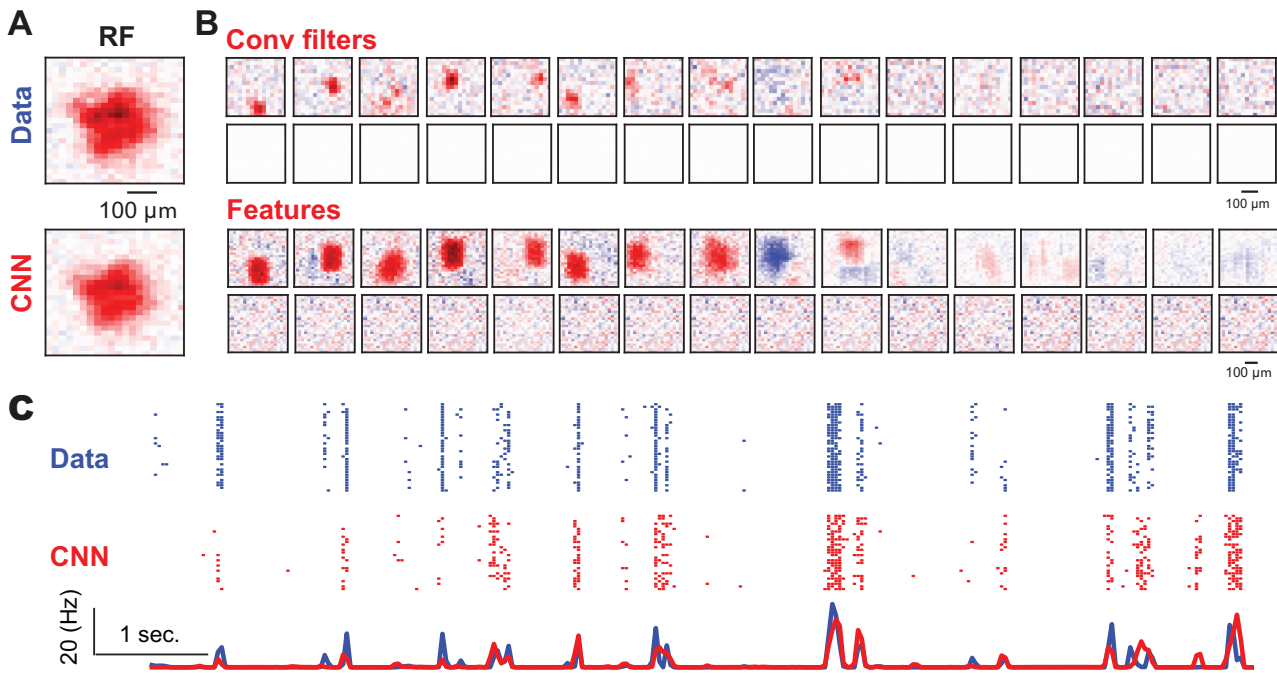 A
RF
Data
100 µm
CNN
B
Conv filters
100 µm
Features
100 µm
C
Data
CNN
20 (Hz)
1 sec.